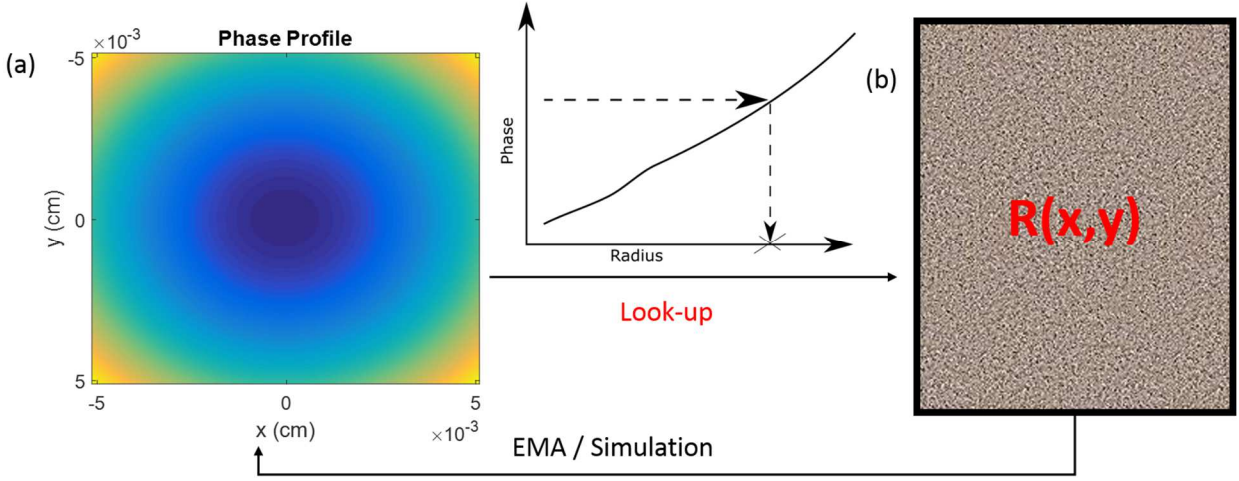 (a)
×10⁻³
Phase Profile
-5
0
5
y (cm)
-5
0
5
x (cm)
×10⁻³
Phase
Radius
Look-up
(b)
R(x,y)
EMA / Simulation